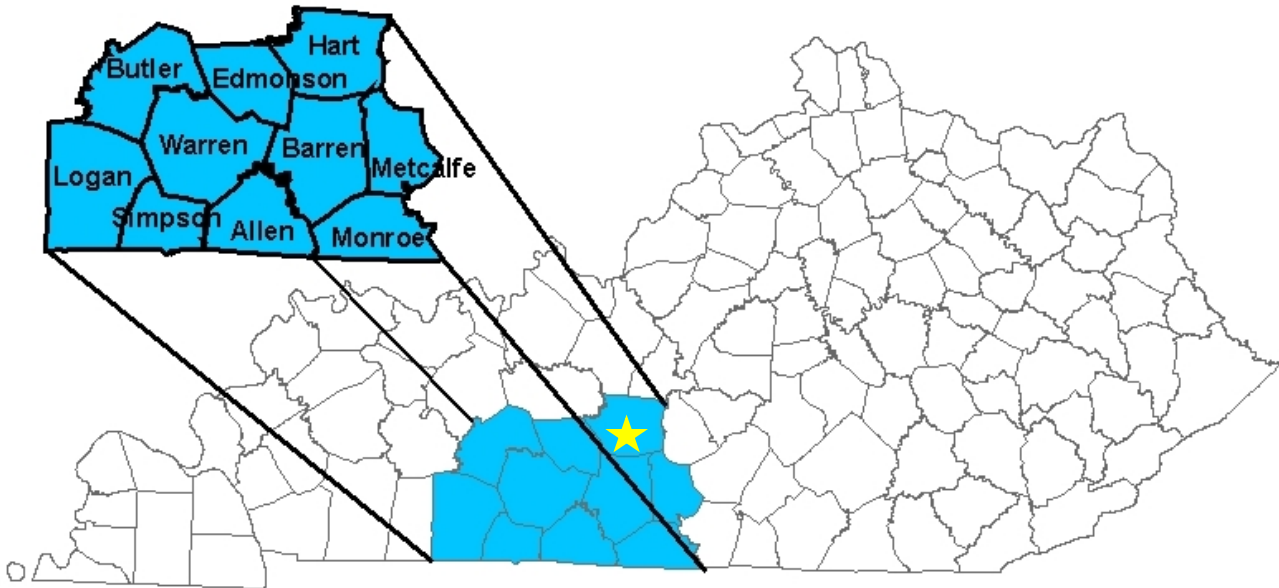 Hart
Butler
Edmonson
Warren
Barren
Metcalfe
Logan
Simpson
Allen
Monroe